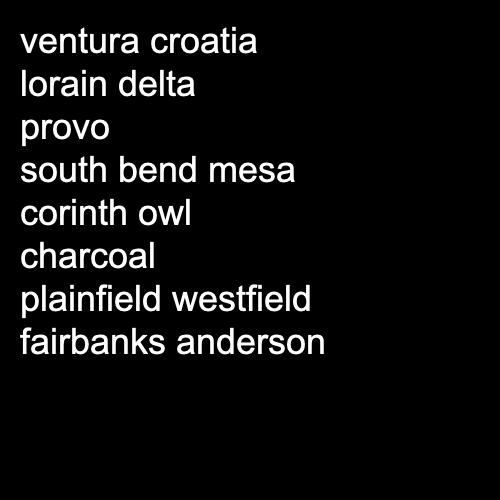 ventura croatia
lorain delta
provo
south bend mesa
corinth owl
charcoal
plainfield westfield
fairbanks anderson